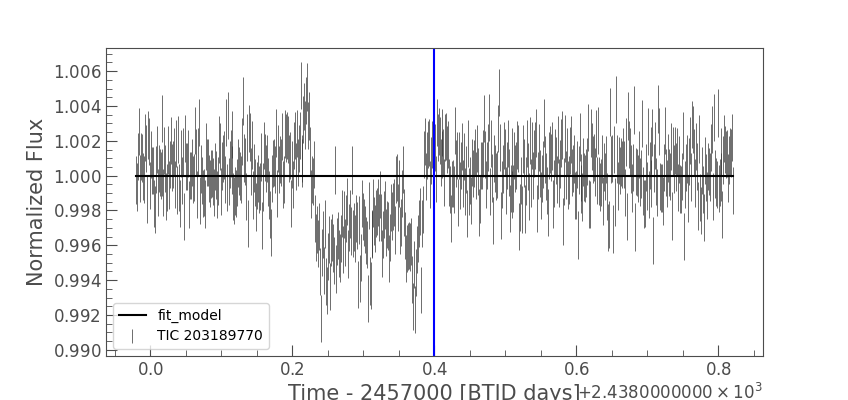 Normalized Flux
1.006
1.004
1.002
1.000
0.998
0.996
0.994
0.992
0.990
fit_model
TIC 203189770
0.0
0.2
0.4
0.6
0.8
Time - 2457000 [BTJD days]
+2.4380000000 × 10³